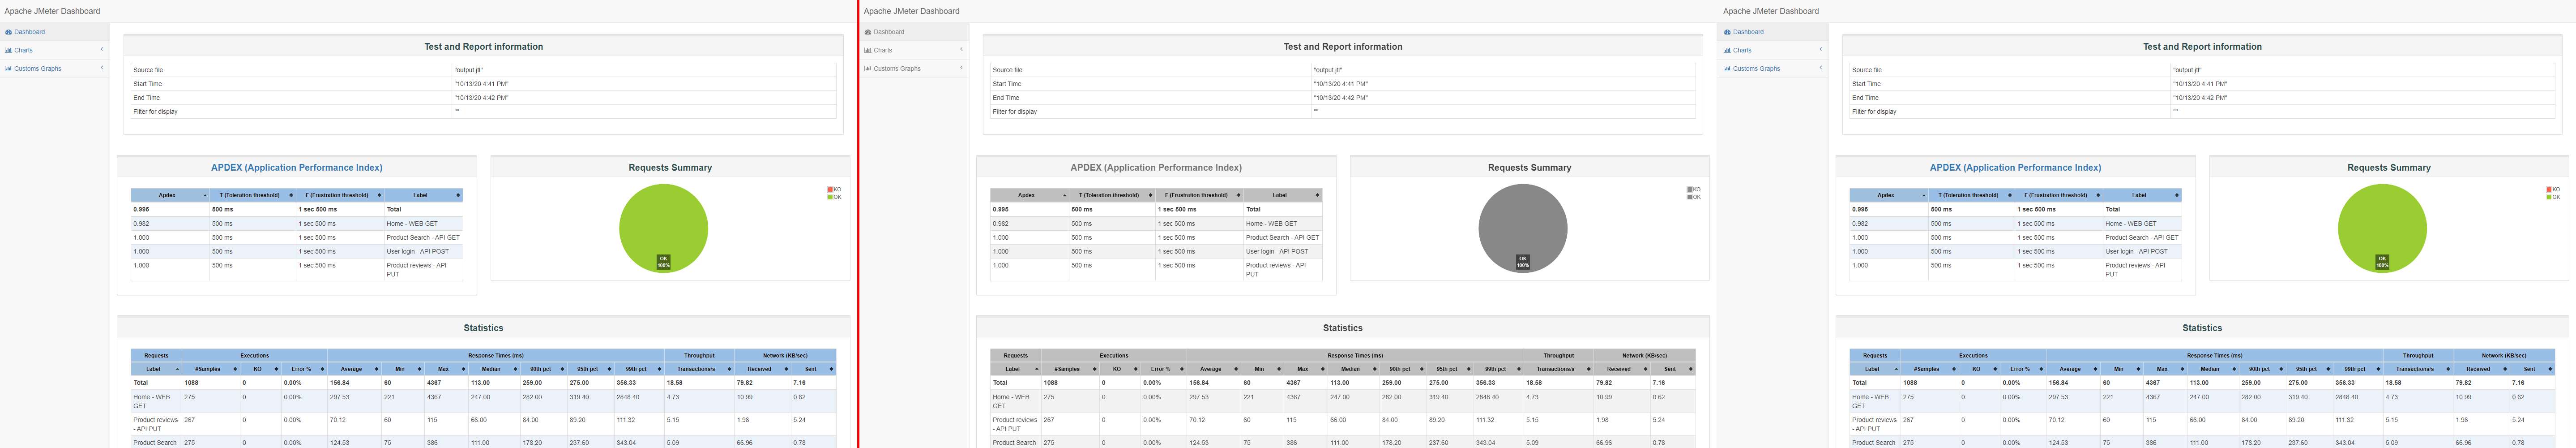 Apache JMeter Dashboard
Dashboard
Charts
Customs Graphs
Test and Report information
Source file "output.jtl"
Start Time "10/13/20 4:41 PM"
End Time "10/13/20 4:42 PM"
Filter for display ""
APDEX (Application Performance Index)
Apdex T (Toleration threshold) F (Frustration threshold) Label
0.995 500 ms 1 sec 500 ms Total
0.982 500 ms 1 sec 500 ms Home - WEB GET
1.000 500 ms 1 sec 500 ms Product Search - API GET
1.000 500 ms 1 sec 500 ms User login - API POST
1.000 500 ms 1 sec 500 ms Product reviews - API
PUT
Requests Summary
KO
OK
OK
100%
Statistics
Requests Executions Response Times (ms) Throughput Network (KB/sec)
Label #Samples KO Error % Average Min Max Median 90th pct 95th pct 99th pct Transactions/s Received Sent
Total 1088 0 0.00% 156.84 60 4367 113.00 259.00 275.00 356.33 18.58 79.82 7.16
Home - WEB 275 0 0.00% 297.53 221 4367 247.00 282.00 319.40 2848.40 4.73 10.99 0.62
GET
Product reviews 267 0 0.00% 70.12 60 115 66.00 84.00 89.20 111.32 5.15 1.98 5.24
- API PUT
Product Search 275 0 0.00% 124.53 75 386 111.00 178.20 237.60 343.04 5.09 66.96 0.78
Apache JMeter Dashboard
Dashboard
Charts
Customs Graphs
Test and Report information
Source file "output.jtl"
Start Time "10/13/20 4:41 PM"
End Time "10/13/20 4:42 PM"
Filter for display ""
APDEX (Application Performance Index)
Apdex T (Toleration threshold) F (Frustration threshold) Label
0.995 500 ms 1 sec 500 ms Total
0.982 500 ms 1 sec 500 ms Home - WEB GET
1.000 500 ms 1 sec 500 ms Product Search - API GET
1.000 500 ms 1 sec 500 ms User login - API POST
1.000 500 ms 1 sec 500 ms Product reviews - API
PUT
Requests Summary
KO
OK
OK
100%
Statistics
Requests Executions Response Times (ms) Throughput Network (KB/sec)
Label #Samples KO Error % Average Min Max Median 90th pct 95th pct 99th pct Transactions/s Received Sent
Total 1088 0 0.00% 156.84 60 4367 113.00 259.00 275.00 356.33 18.58 79.82 7.16
Home - WEB 275 0 0.00% 297.53 221 4367 247.00 282.00 319.40 2848.40 4.73 10.99 0.62
GET
Product reviews 267 0 0.00% 70.12 60 115 66.00 84.00 89.20 111.32 5.15 1.98 5.24
- API PUT
Product Search 275 0 0.00% 124.53 75 386 111.00 178.20 237.60 343.04 5.09 66.96 0.78
Apache JMeter Dashboard
Dashboard
Charts
Customs Graphs
Test and Report information
Source file "output.jtl"
Start Time "10/13/20 4:41 PM"
End Time "10/13/20 4:42 PM"
Filter for display ""
APDEX (Application Performance Index)
Apdex T (Toleration threshold) F (Frustration threshold) Label
0.995 500 ms 1 sec 500 ms Total
0.982 500 ms 1 sec 500 ms Home - WEB GET
1.000 500 ms 1 sec 500 ms Product Search - API GET
1.000 500 ms 1 sec 500 ms User login - API POST
1.000 500 ms 1 sec 500 ms Product reviews - API
PUT
Requests Summary
KO
OK
OK
100%
Statistics
Requests Executions Response Times (ms) Throughput Network (KB/sec)
Label #Samples KO Error % Average Min Max Median 90th pct 95th pct 99th pct Transactions/s Received Sent
Total 1088 0 0.00% 156.84 60 4367 113.00 259.00 275.00 356.33 18.58 79.82 7.16
Home - WEB 275 0 0.00% 297.53 221 4367 247.00 282.00 319.40 2848.40 4.73 10.99 0.62
GET
Product reviews 267 0 0.00% 70.12 60 115 66.00 84.00 89.20 111.32 5.15 1.98 5.24
- API PUT
Product Search 275 0 0.00% 124.53 75 386 111.00 178.20 237.60 343.04 5.09 66.96 0.78